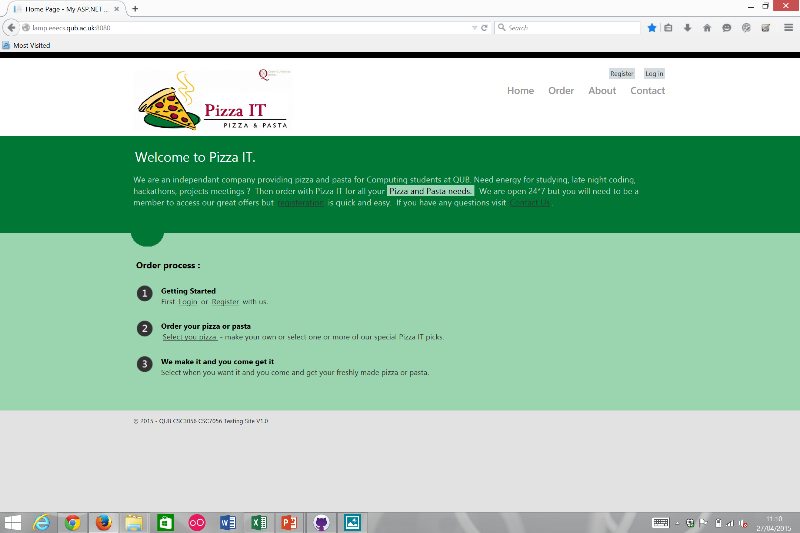 Home Page - My ASP.NET ...
lamp.eeecs.qub.ac.uk:8080
Search
Most Visited
Register Log in
Pizza IT
PIZZA & PASTA
Home Order About Contact
Welcome to Pizza IT.
We are an independant company providing pizza and pasta for Computing students at QUB. Need energy for studying, late night coding,
hackathons, projects meetings ? Then order with Pizza IT for all your Pizza and Pasta needs. We are open 24*7 but you will need to be a
member to access our great offers but registration is quick and easy. If you have any questions visit Contact Us.
Order process :
1 Getting Started
First Login or Register with us.
2 Order your pizza or pasta
Select you pizza - make your own or select one or more of our special Pizza IT picks.
3 We make it and you come get it
Select when you want it and you come and get your freshly made pizza or pasta.
© 2015 - QUB CSC3056 CSC7056 Testing Site V1.0
11:10
27/04/2015